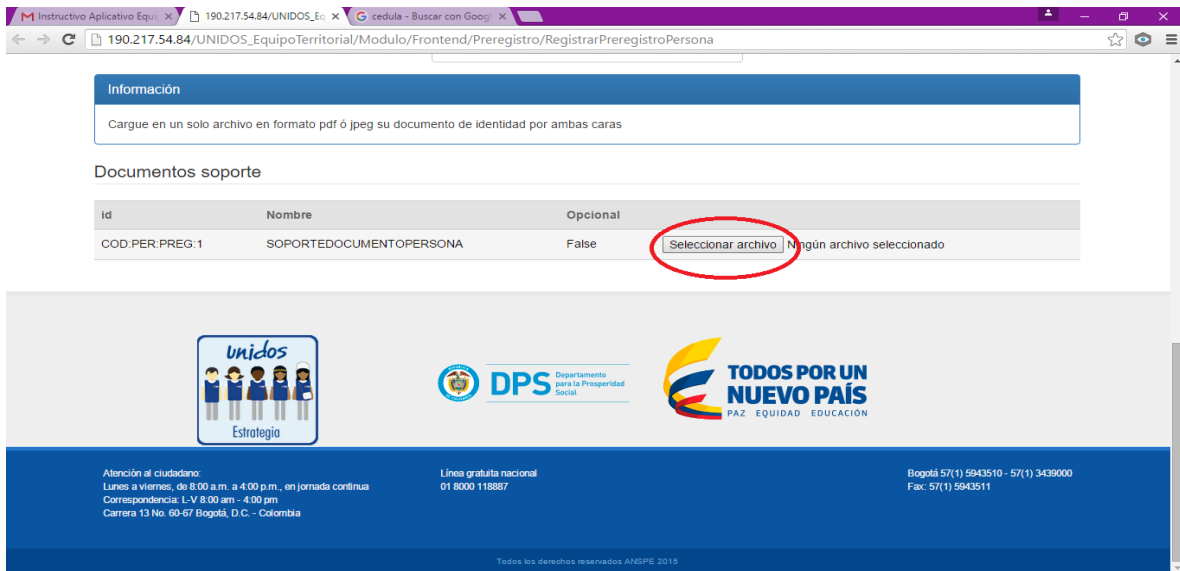 Instructivo Aplicativo Equi
190.217.54.84/UNIDOS_Eq
cedula - Buscar con Googl
190.217.54.84/UNIDOS_EquipoTerritorial/Modulo/Frontend/Preregistro/RegistrarPreregistroPersona
Información
Cargue en un solo archivo en formato pdf ó jpeg su documento de identidad por ambas caras
Documentos soporte
id Nombre Opcional
COD:PER:PREG:1 SOPORTEDOCUMENTOPERSONA False Seleccionar archivo Ningún archivo seleccionado
unidos
Estrategia
DPS
Departamento
para la Prosperidad
Social
TODOS POR UN
NUEVO PAÍS
PAZ EQUIDAD EDUCACIÓN
Atención al ciudadano:
Lunes a viernes, de 8:00 a.m. a 4:00 p.m., en jornada continua
Correspondencia: L-V 8:00 am - 4:00 pm
Carrera 13 No. 60-67 Bogotá, D.C. - Colombia
Línea gratuita nacional
01 8000 118887
Bogotá 57(1) 5943510 - 57(1) 3439000
Fax: 57(1) 5943511
Todos los derechos reservados ANSPE 2015